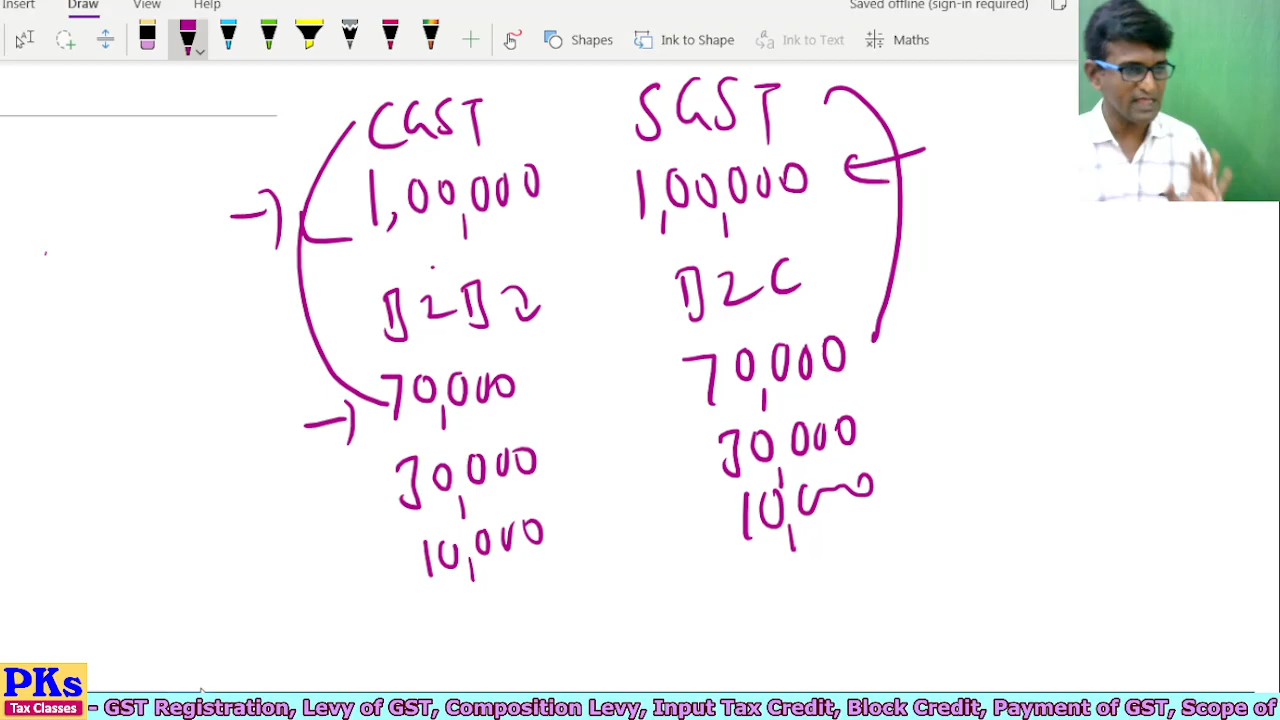 Insert Draw View Help Saved offline (sign-in required)
Shapes Ink to Shape Ink to Text Maths
CGST SGST
1,00,000 1,00,000
B2B2 B2C
70,000 70,000
30,000 30,000
10,000 10,000
PKs
Tax Classes
- GST Registration, Levy of GST, Composition Levy, Input Tax Credit, Block Credit, Payment of GST, Scope of